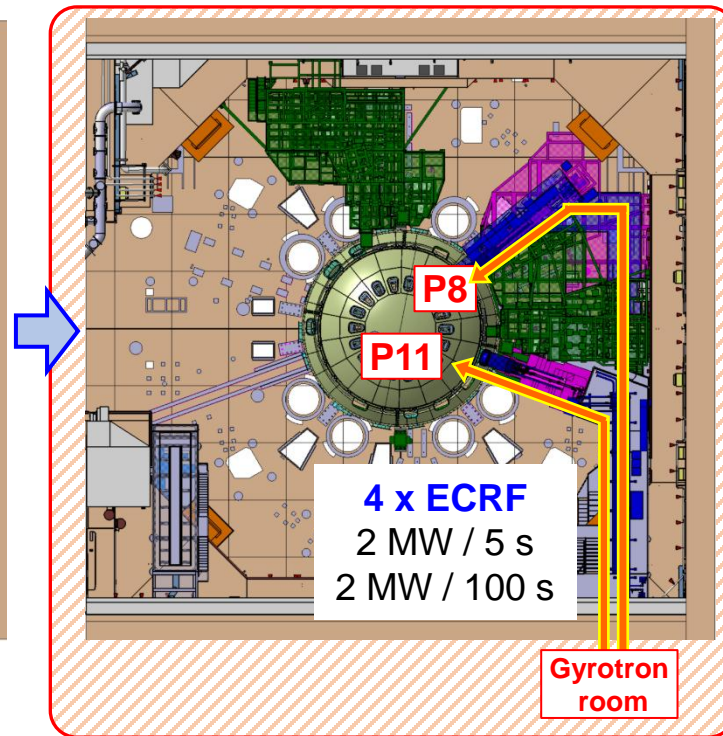 P8
P11
4 x ECRF
2 MW / 5 s
2 MW / 100 s
Gyrotron
room